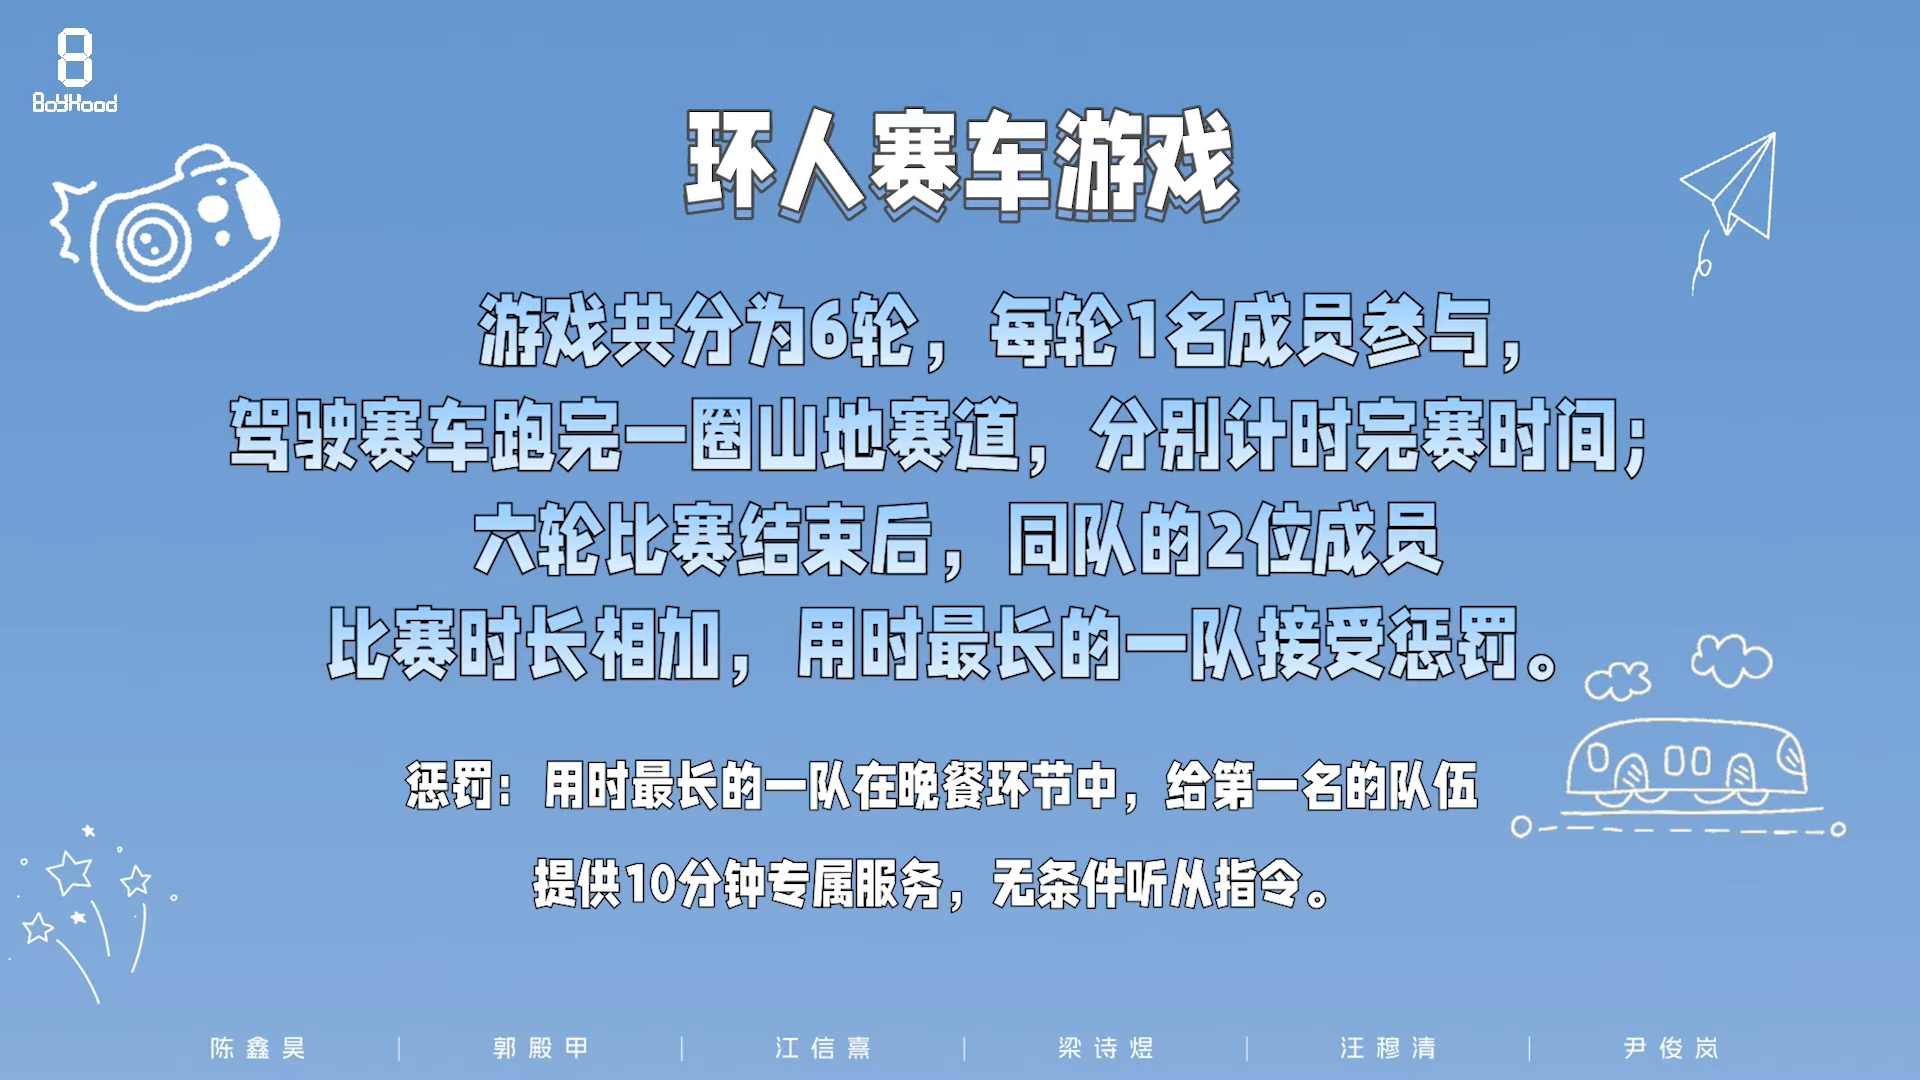 8
BoyHood
环人赛车游戏
游戏共分为6轮，每轮1名成员参与，
驾驶赛车跑完一圈山地赛道，分别计时完赛时间；
六轮比赛结束后，同队的2位成员
比赛时长相加，用时最长的一队接受惩罚。
惩罚：用时最长的一队在晚餐环节中，给第一名的队伍
提供10分钟专属服务，无条件听从指令。
陈鑫昊 | 郭殿甲 | 江信熹 | 梁诗煜 | 汪穆清 | 尹俊岚